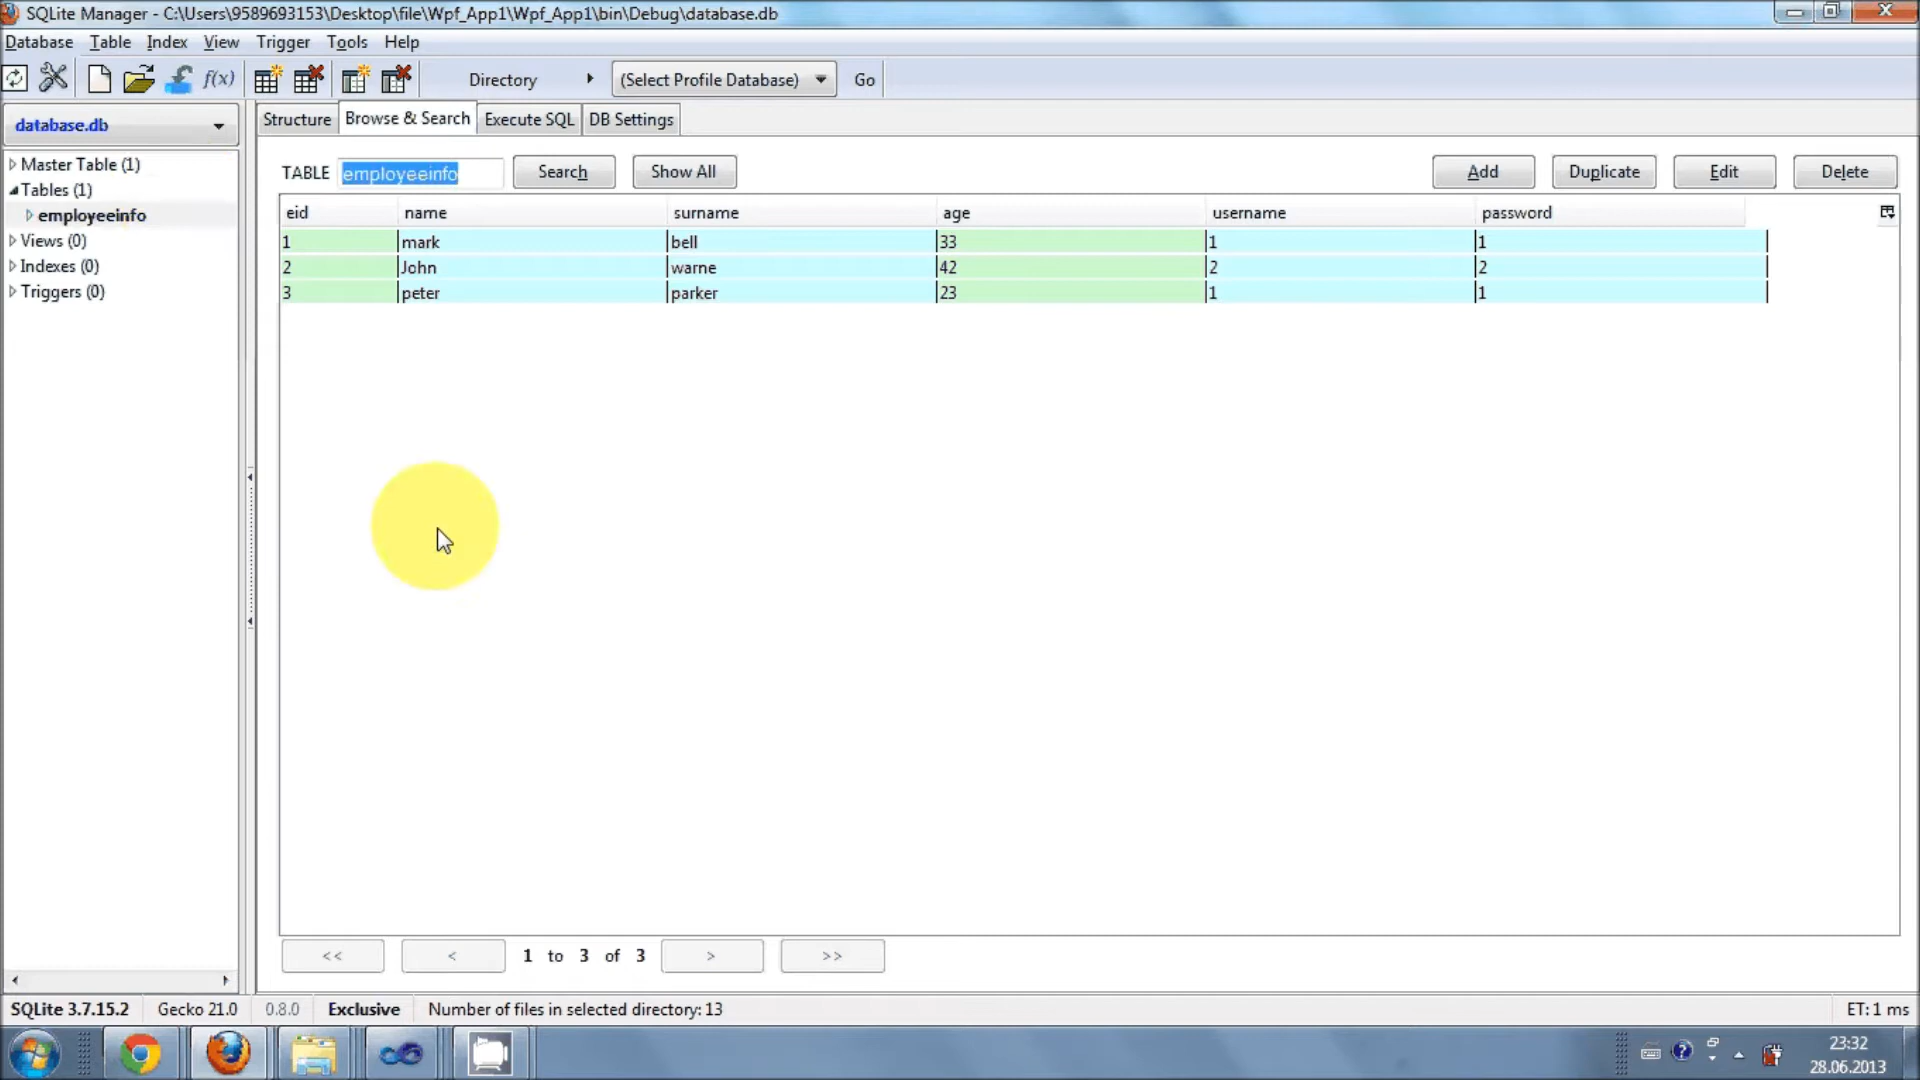 SQLite Manager - C:\Users\9589693153\Desktop\file\Wpf_App1\Wpf_App1\bin\Debug\database.db
Database Table Index View Trigger Tools Help
f(x) Directory (Select Profile Database) Go
database.db
Structure Browse & Search Execute SQL DB Settings
Master Table (1)
Tables (1)
employeeinfo
Views (0)
Indexes (0)
Triggers (0)
TABLE employeeinfo Search Show All Add Duplicate Edit Delete
eid name surname age username password
1 mark bell 33 1 1
2 John warne 42 2 2
3 peter parker 23 1 1
<< < 1 to 3 of 3 > >>
SQLite 3.7.15.2 Gecko 21.0 0.8.0 Exclusive Number of files in selected directory: 13 ET: 1 ms
23:32
28.06.2013